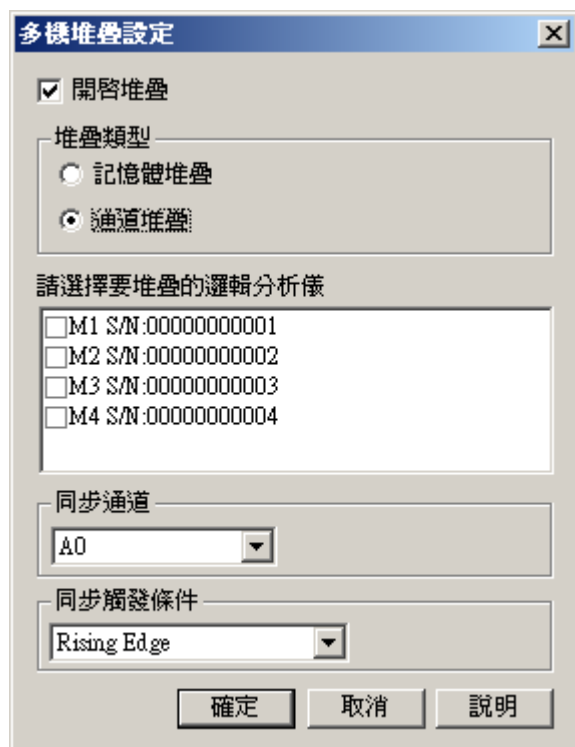 多機堆疊設定
開啓堆疊
堆疊類型
記憶體堆疊
通道堆疊
請選擇要堆疊的邏輯分析儀
M1 S/N:00000000001
M2 S/N:00000000002
M3 S/N:00000000003
M4 S/N:00000000004
同步通道
A0
同步觸發條件
Rising Edge
確定 取消 說明